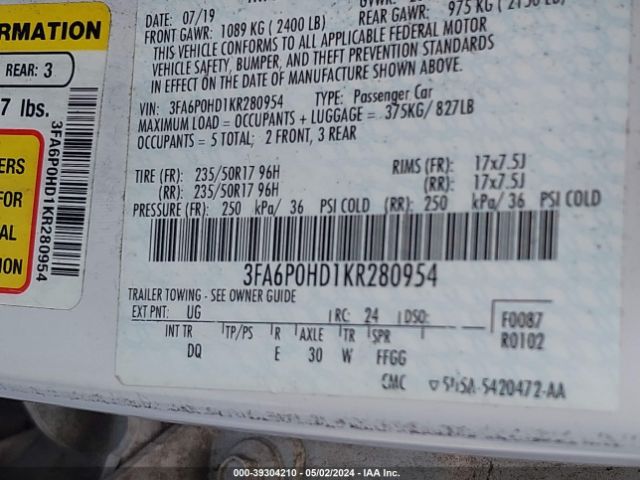 DATE: 07/19
FRONT GAWR: 1089 KG ( 2400 LB)
REAR GAWR: 975 KG
THIS VEHICLE CONFORMS TO ALL APPLICABLE FEDERAL MOTOR
VEHICLE SAFETY, BUMPER, AND THEFT PREVENTION STANDARDS
IN EFFECT ON THE DATE OF MANUFACTURE SHOWN ABOVE.
VIN: 3FA6P0HD1KR280954 TYPE: Passenger Car
MAXIMUM LOAD = OCCUPANTS + LUGGAGE = 375KG/ 827LB
OCCUPANTS = 5 TOTAL; 2 FRONT, 3 REAR
TIRE (FR): 235/50R17 96H RIMS (FR): 17x7.5J
(RR): 235/50R17 96H (RR): 17x7.5J
PRESSURE (FR): 250 kPa/ 36 PSI COLD (RR): 250 kPa/ 36 PSI COLD
3FA6P0HD1KR280954
TRAILER TOWING - SEE OWNER GUIDE
EXT PNT: UG RC: 24 DSO: F0087
R0102
INT TR TP/PS R AXLE TR SPR
DQ E 30 W FFGG
CMC 5420472-AA
ORMATION
REAR: 3
7 lbs.
3FA6P0HD1KR280954
ERS
FOR
AL
ION
000-39304210 - 05/02/2024 - IAA Inc.